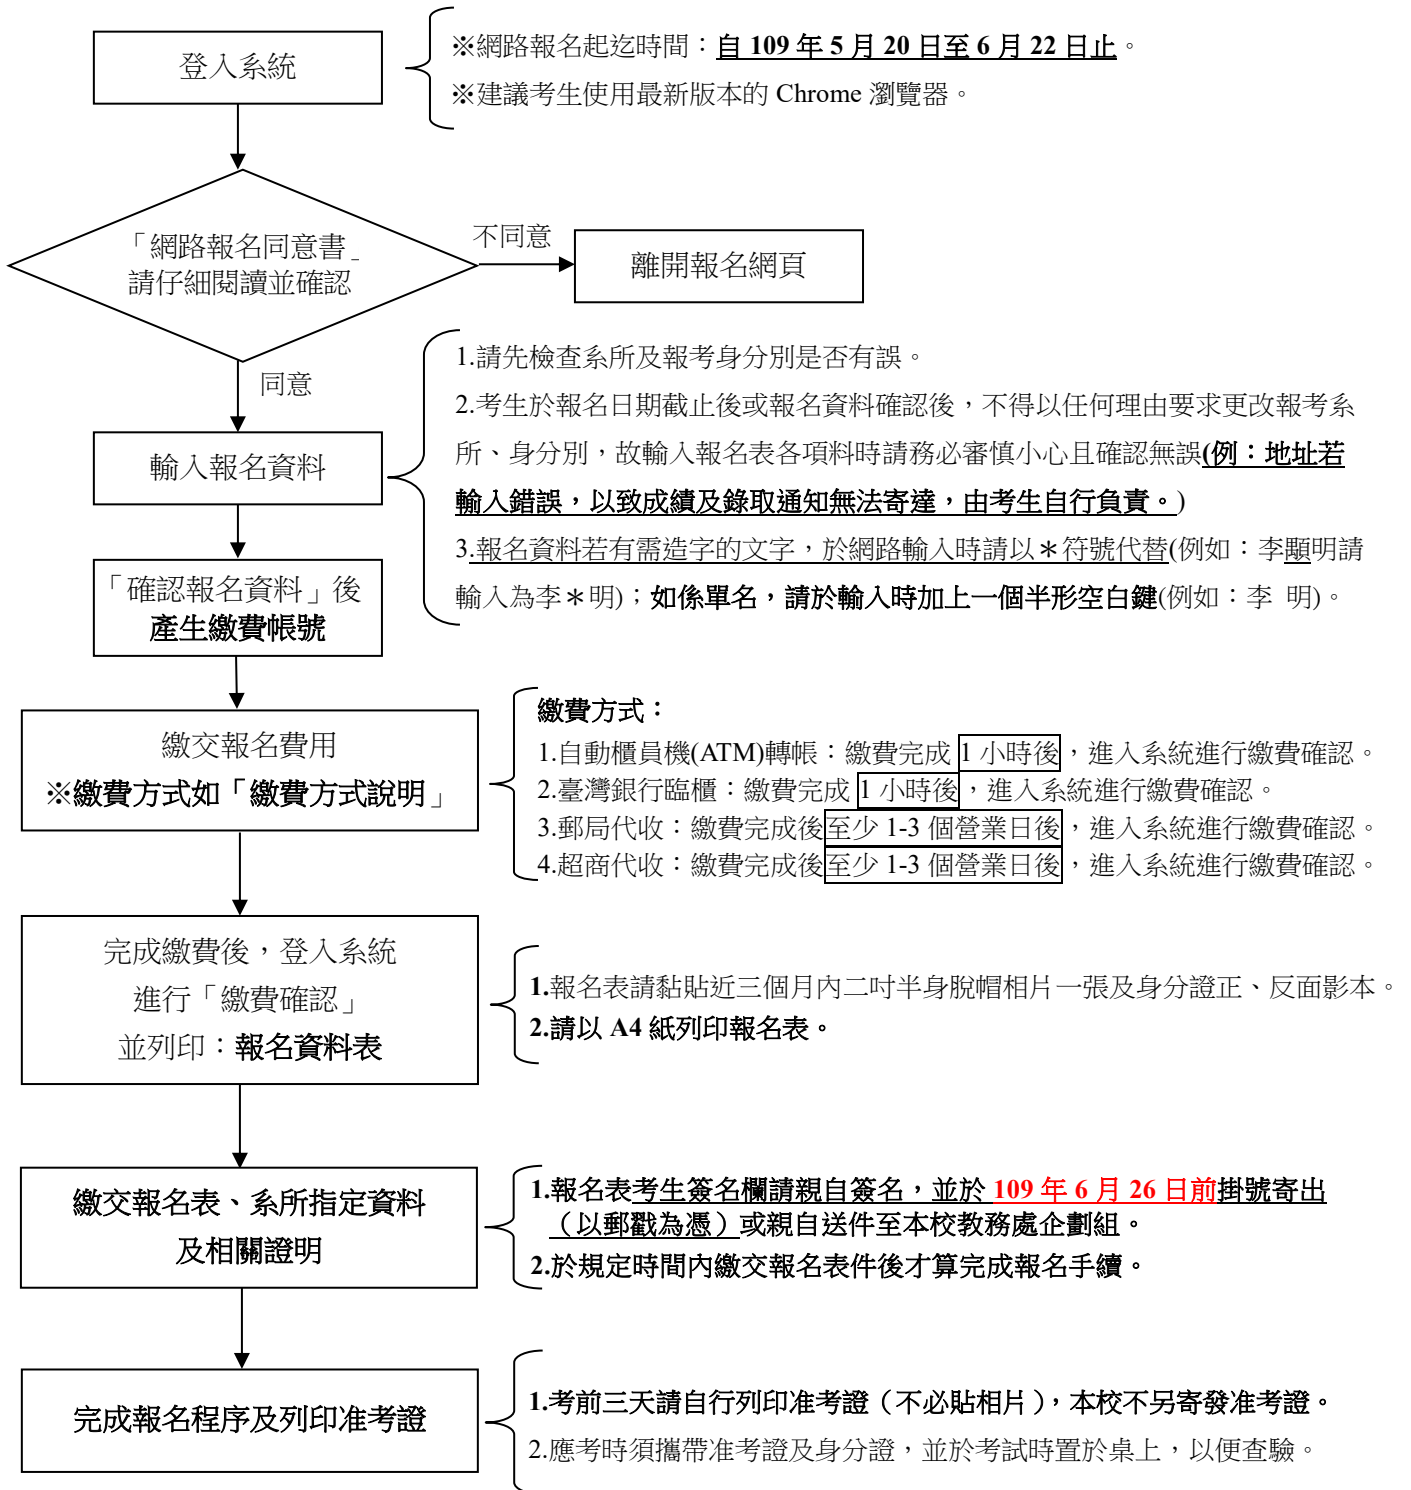 登入系統
※網路報名起迄時間：自 109 年 5 月 20 日至 6 月 22 日止。
※建議考生使用最新版本的 Chrome 瀏覽器。
「網路報名同意書」
請仔細閱讀並確認
不同意
離開報名網頁
同意
輸入報名資料
1.請先檢查系所及報考身分別是否有誤。
2.考生於報名日期截止後或報名資料確認後，不得以任何理由要求更改報考系
所、身分別，故輸入報名表各項料時請務必審慎小心且確認無誤(例：地址若
輸入錯誤，以致成績及錄取通知無法寄達，由考生自行負責。)
3.報名資料若有需造字的文字，於網路輸入時請以＊符號代替(例如：李顯明請
輸入為李＊明)；如係單名，請於輸入時加上一個半形空白鍵(例如：李 明)。
「確認報名資料」後
產生繳費帳號
繳交報名費用
※繳費方式如「繳費方式說明」
繳費方式：
1.自動櫃員機(ATM)轉帳：繳費完成 1 小時後，進入系統進行繳費確認。
2.臺灣銀行臨櫃：繳費完成 1 小時後，進入系統進行繳費確認。
3.郵局代收：繳費完成後至少 1-3 個營業日後，進入系統進行繳費確認。
4.超商代收：繳費完成後至少 1-3 個營業日後，進入系統進行繳費確認。
完成繳費後，登入系統
進行「繳費確認」
並列印：報名資料表
1.報名表請黏貼近三個月內二吋半身脫帽相片一張及身分證正、反面影本。
2.請以 A4 紙列印報名表。
繳交報名表、系所指定資料
及相關證明
1.報名表考生簽名欄請親自簽名，並於 109 年 6 月 26 日前掛號寄出
（以郵戳為憑）或親自送件至本校教務處企劃組。
2.於規定時間內繳交報名表件後才算完成報名手續。
完成報名程序及列印准考證
1.考前三天請自行列印准考證（不必貼相片），本校不另寄發准考證。
2.應考時須攜帶准考證及身分證，並於考試時置於桌上，以便查驗。